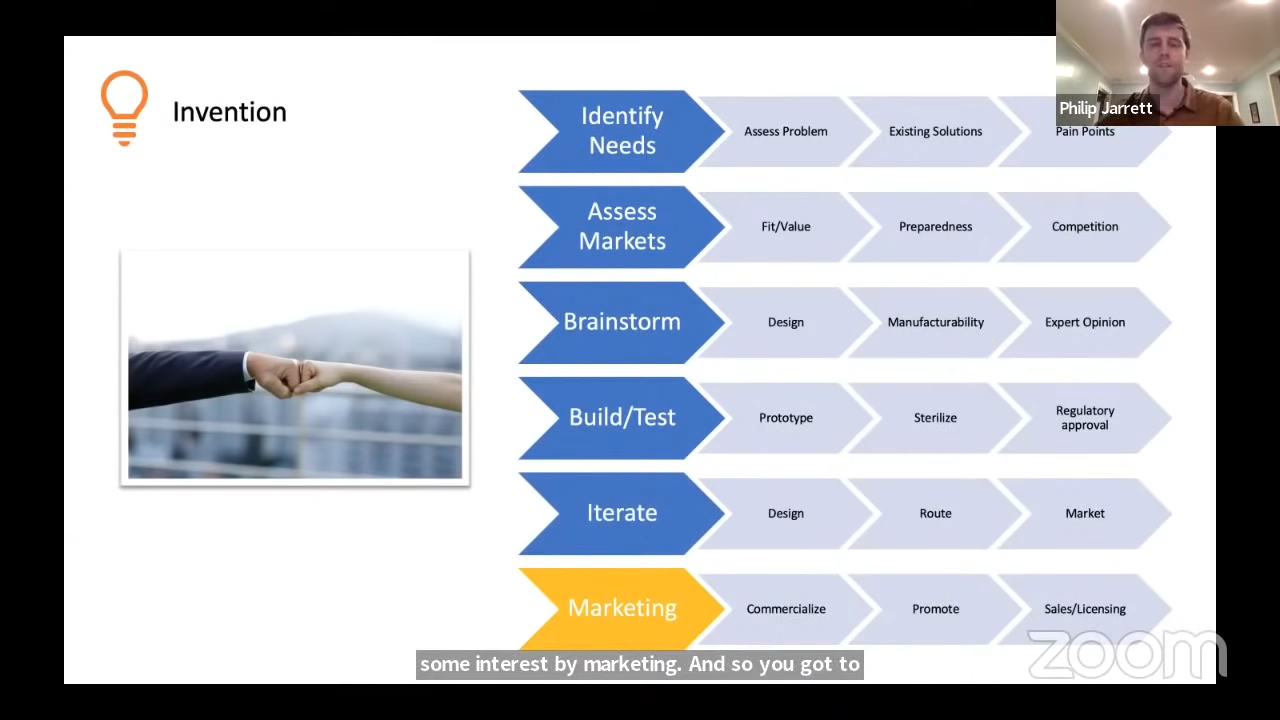 Invention
Identify
Needs
Assess Problem
Existing Solutions
Pain Points
Philip Jarrett
Assess
Markets
Fit/Value
Preparedness
Competition
Brainstorm
Design
Manufacturability
Expert Opinion
Build/Test
Prototype
Sterilize
Regulatory
approval
Iterate
Design
Route
Market
Marketing
Commercialize
Promote
Sales/Licensing
some interest by marketing. And so you got to
zoom